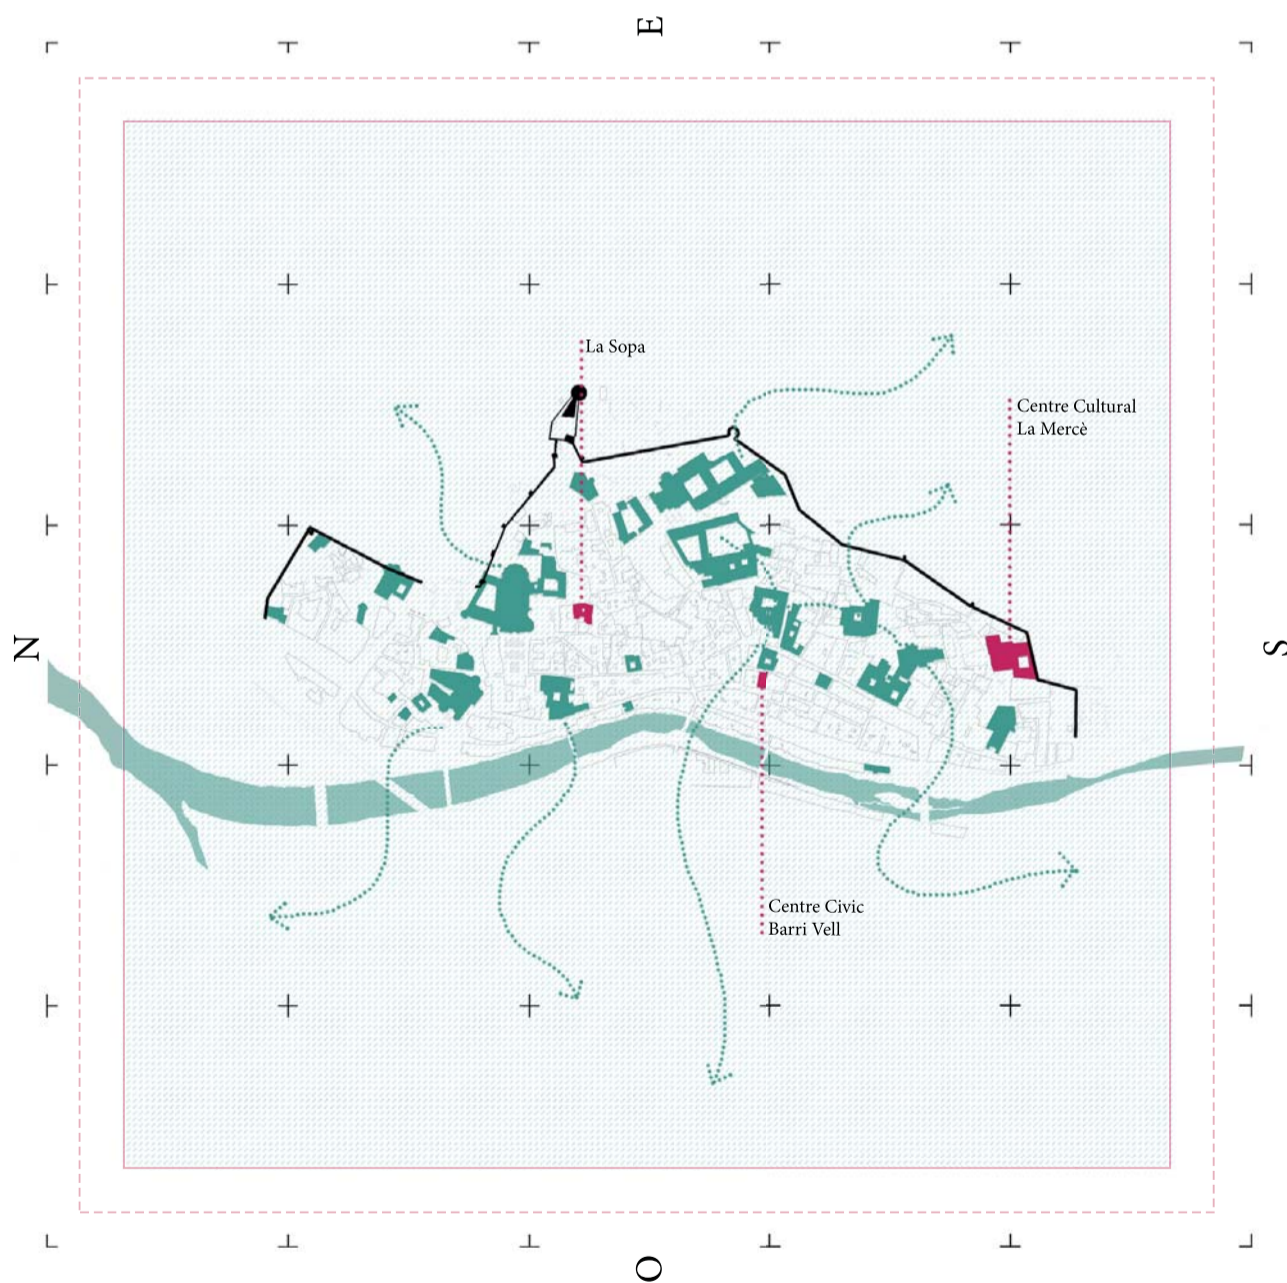 E
La Sopa
Centre Cultural
La Mercè
N
S
Centre Civic
Barri Vell
O